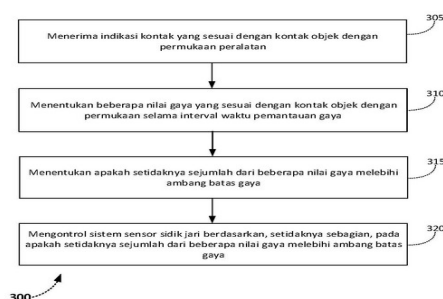 305
Menerima indikasi kontak yang sesuai dengan kontak objek dengan
permukaan peralatan
310
Menentukan beberapa nilai gaya yang sesuai dengan kontak objek dengan
permukaan selama interval waktu pemantauan gaya
315
Menentukan apakah setidaknya sejumlah dari beberapa nilai gaya melebihi
ambang batas gaya
320
Mengontrol sistem sensor sidik jari berdasarkan, setidaknya sebagian, pada
apakah setidaknya sejumlah dari beberapa nilai gaya melebihi ambang batas
gaya
300